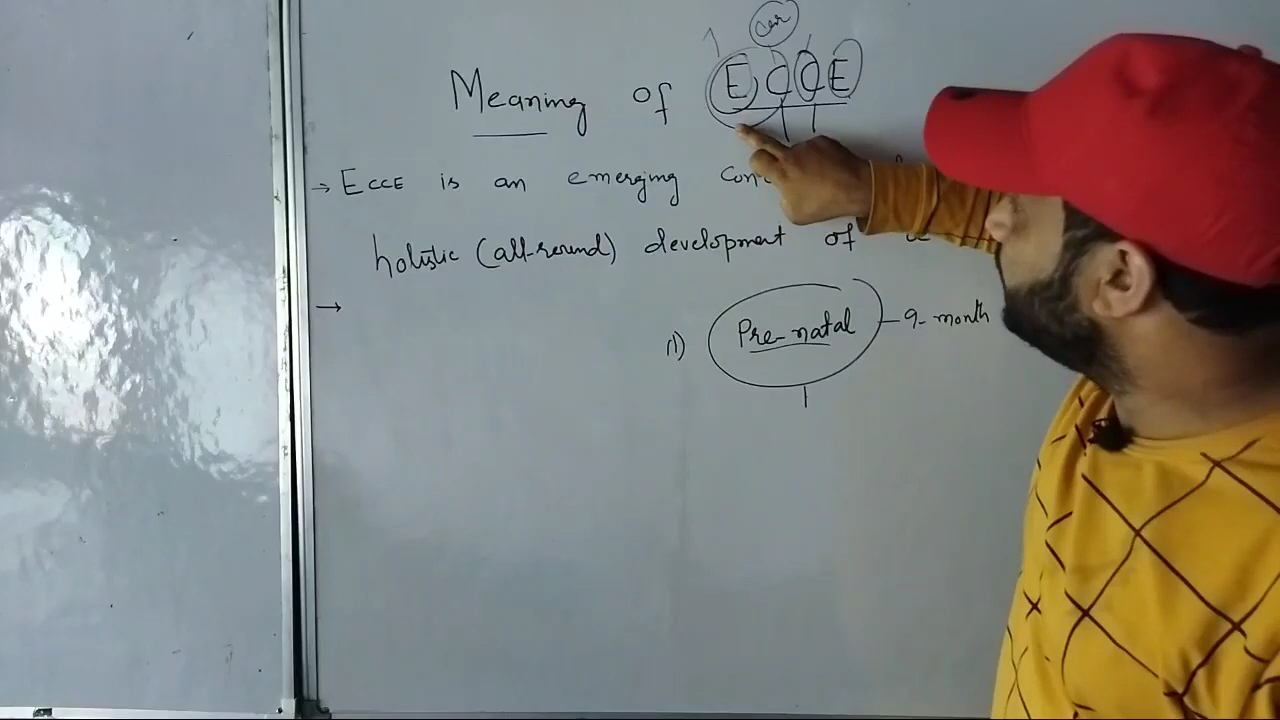 Meaning of ECCE
→ ECCE is an emerging
holistic (all-round) development of
→
1) Pre-natal – 9-month